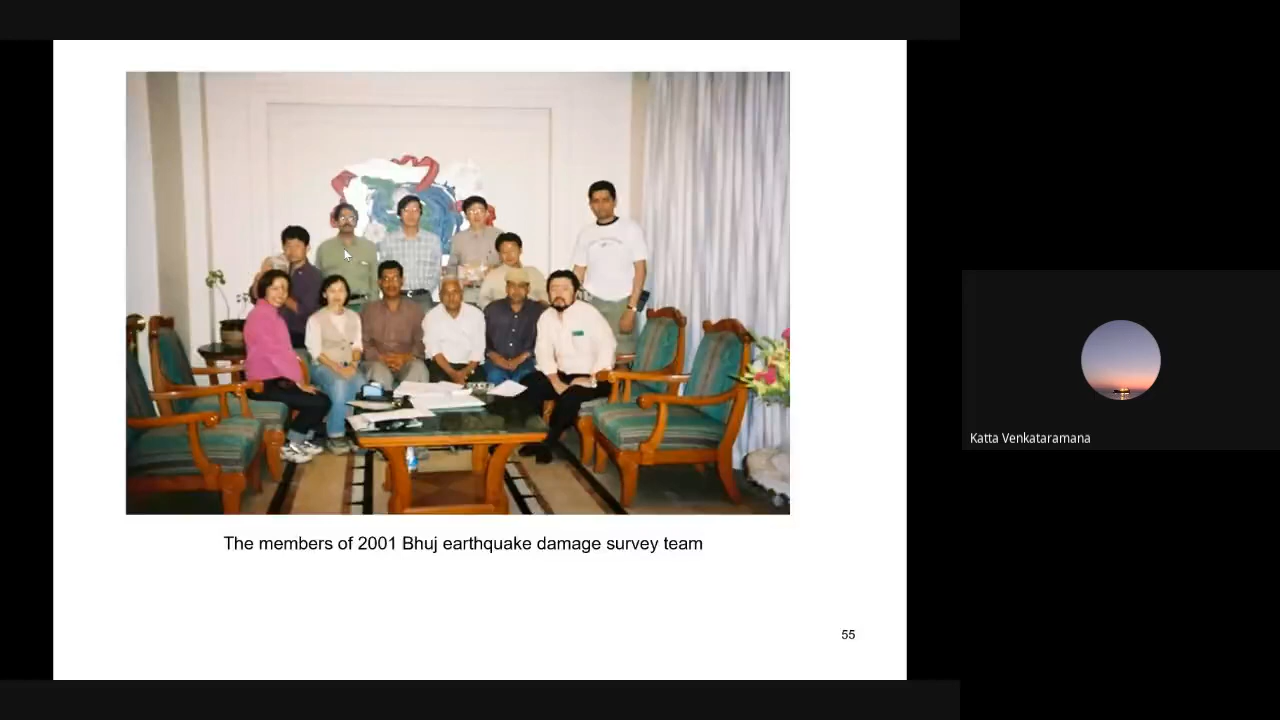 The members of 2001 Bhuj earthquake damage survey team
55
Katta Venkataramana